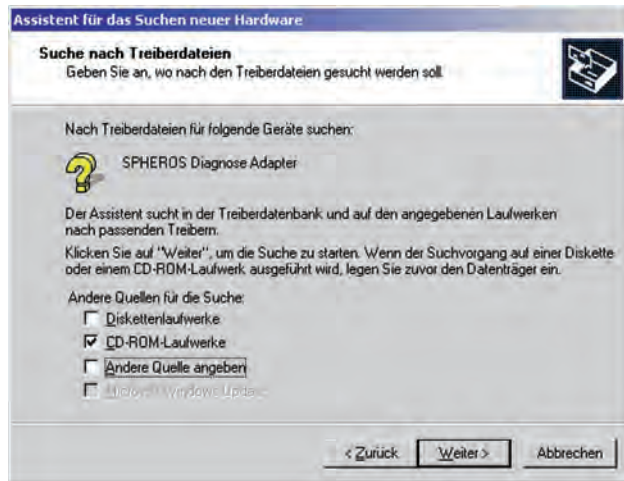 Assistent für das Suchen neuer Hardware
Suche nach Treiberdateien
Geben Sie an, wo nach den Treiberdateien gesucht werden soll.
Nach Treiberdateien für folgende Geräte suchen:
SPHEROS Diagnose Adapter
Der Assistent sucht in der Treiberdatenbank und auf den angegebenen Laufwerken
nach passenden Treibern.
Klicken Sie auf "Weiter", um die Suche zu starten. Wenn der Suchvorgang auf einer Diskette
oder einem CD-ROM-Laufwerk ausgeführt wird, legen Sie zuvor den Datenträger ein.
Andere Quellen für die Suche:
Diskettenlaufwerke
CD-ROM-Laufwerke
Andere Quelle angeben
Microsoft Windows Update
< Zurück Weiter > Abbrechen